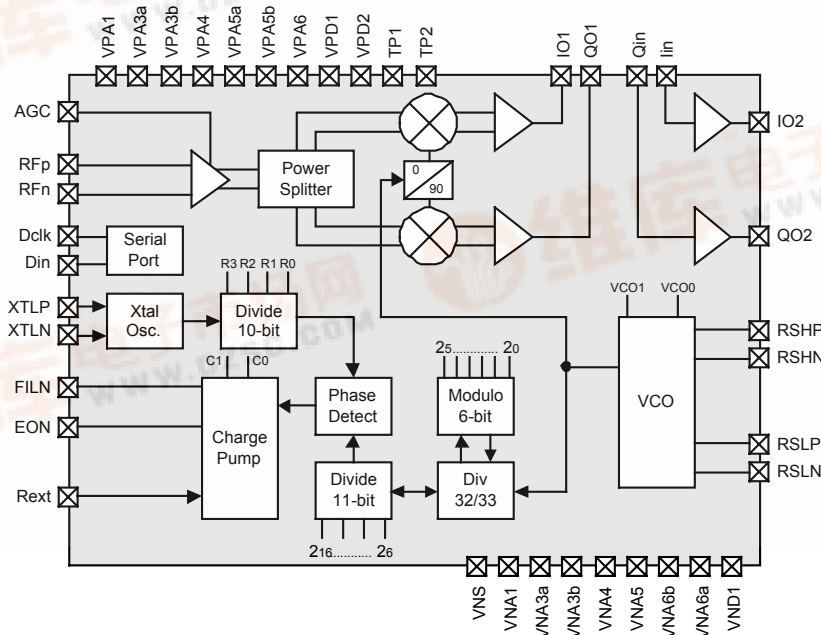 VPA1
VPA3a
VPA3b
VPA4
VPA5a
VPA5b
VPA6
VPD1
VPD2
TP1
TP2
IO1
QO1
Qin
Iin
AGC
RFp
RFn
Dclk
Din
XTLP
XTLN
FILN
EON
Rext
IO2
QO2
RSHP
RSHN
RSLP
RSLN
Power
Splitter
0
90
Serial
Port
Xtal
Osc.
R3 R2 R1 R0
Divide
10-bit
C1 C0
Charge
Pump
Phase
Detect
Divide
11-bit
216........... 26
25............. 20
Modulo
6-bit
Div
32/33
VCO1 VCO0
VCO
VNS
VNA1
VNA3a
VNA3b
VNA4
VNA5
VNA6b
VNA6a
VND1
维库电子